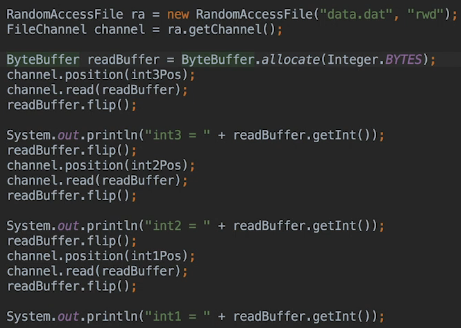 RandomAccessFile ra = new RandomAccessFile("data.dat", "rwd");
FileChannel channel = ra.getChannel();
ByteBuffer readBuffer = ByteBuffer.allocate(Integer.BYTES);
channel.position(int3Pos);
channel.read(readBuffer);
readBuffer.flip();
System.out.println("int3 = " + readBuffer.getInt());
readBuffer.flip();
channel.position(int2Pos);
channel.read(readBuffer);
readBuffer.flip();
System.out.println("int2 = " + readBuffer.getInt());
readBuffer.flip();
channel.position(int1Pos);
channel.read(readBuffer);
readBuffer.flip();
System.out.println("int1 = " + readBuffer.getInt());